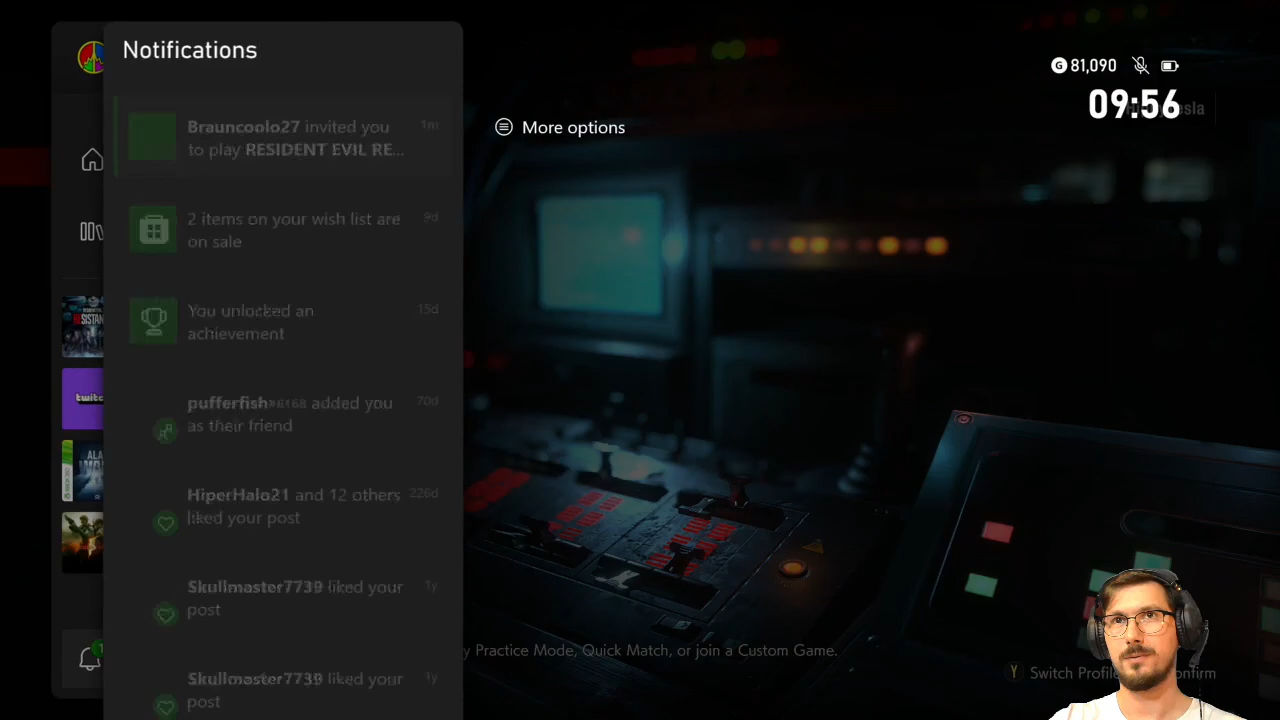 Notifications
Brauncoolo27 invited you
to play RESIDENT EVIL RE...
1m
2 items on your wish list are
on sale
9d
You unlocked an
achievement
15d
added you
as their friend
70d
HiperHalo21 and 12 others
liked your post
226d
Skullmaster7739 liked your
post
1y
Skullmaster7739 liked your
post
1y
SISTAN
twitc
ALA
More options
G 81,090
09:56
y Practice Mode, Quick Match, or join a Custom Game.
Y Switch Profile